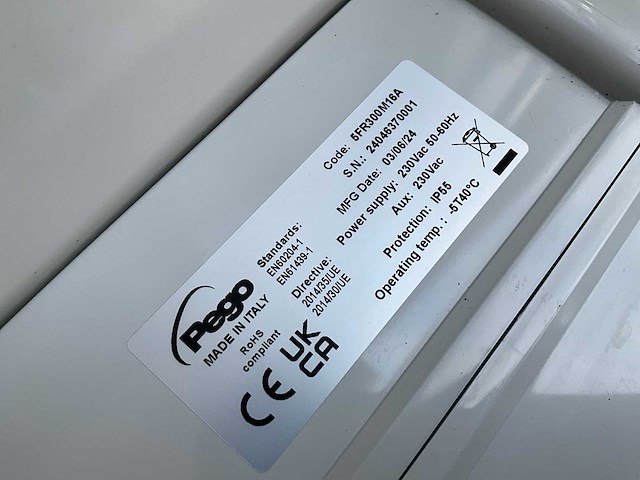 Pego
MADE IN ITALY
RoHS
compliant
CE
UK
CA
Standards:
EN60204-1
EN61439-1
Directive:
2014/35/UE
2014/30/UE
Code: 5FR300M16A
S.N.: 24046370001
MFG Date: 03/06/24
Power supply: 230Vac 50-60Hz
Aux: 230Vac
Protection: IP55
Operating temp.: -5T40°C